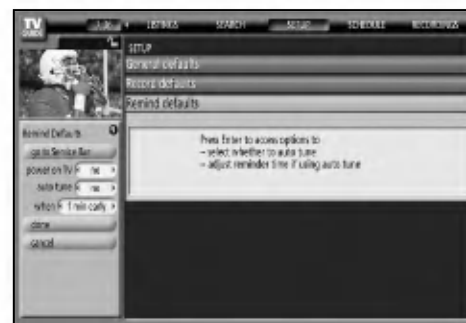 TV
GUIDE
LISTINGS SEARCH SETUP SCHEDULE RECORDINGS
SETUP
General defaults
Record defaults
Remind defaults
Remind Defaults
go to Service Bar
power on TV no
auto tune no
when 1 min early
done
cancel
Press Enter to access options to
– select whether to auto tune
– adjust reminder time if using auto tune